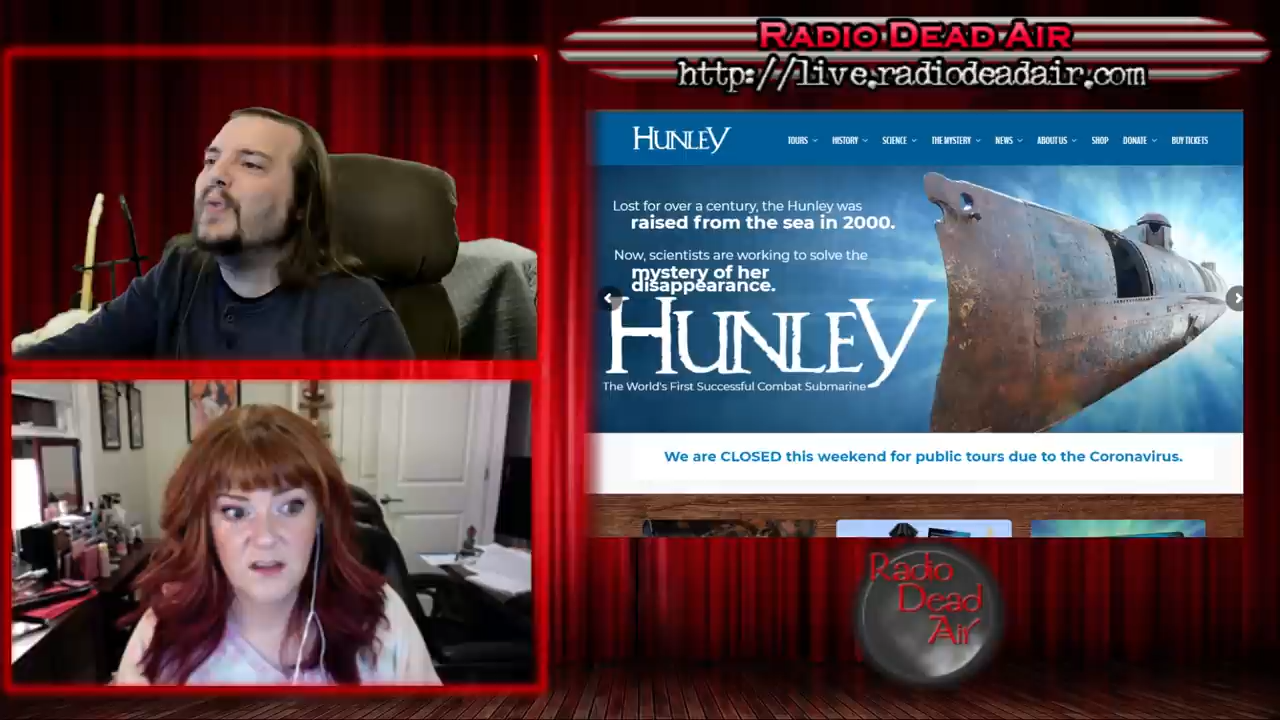 RADIO DEAD AIR
http://live.radiodeadair.com
HUNLEY
TOURS HISTORY SCIENCE THE MYSTERY NEWS ABOUT US SHOP DONATE BUY TICKETS
Lost for over a century, the Hunley was
raised from the sea in 2000.
Now, scientists are working to solve the
mystery of her
disappearance.
HUNLEY
The World's First Successful Combat Submarine
We are CLOSED this weekend for public tours due to the Coronavirus.
Radio
Dead
Air